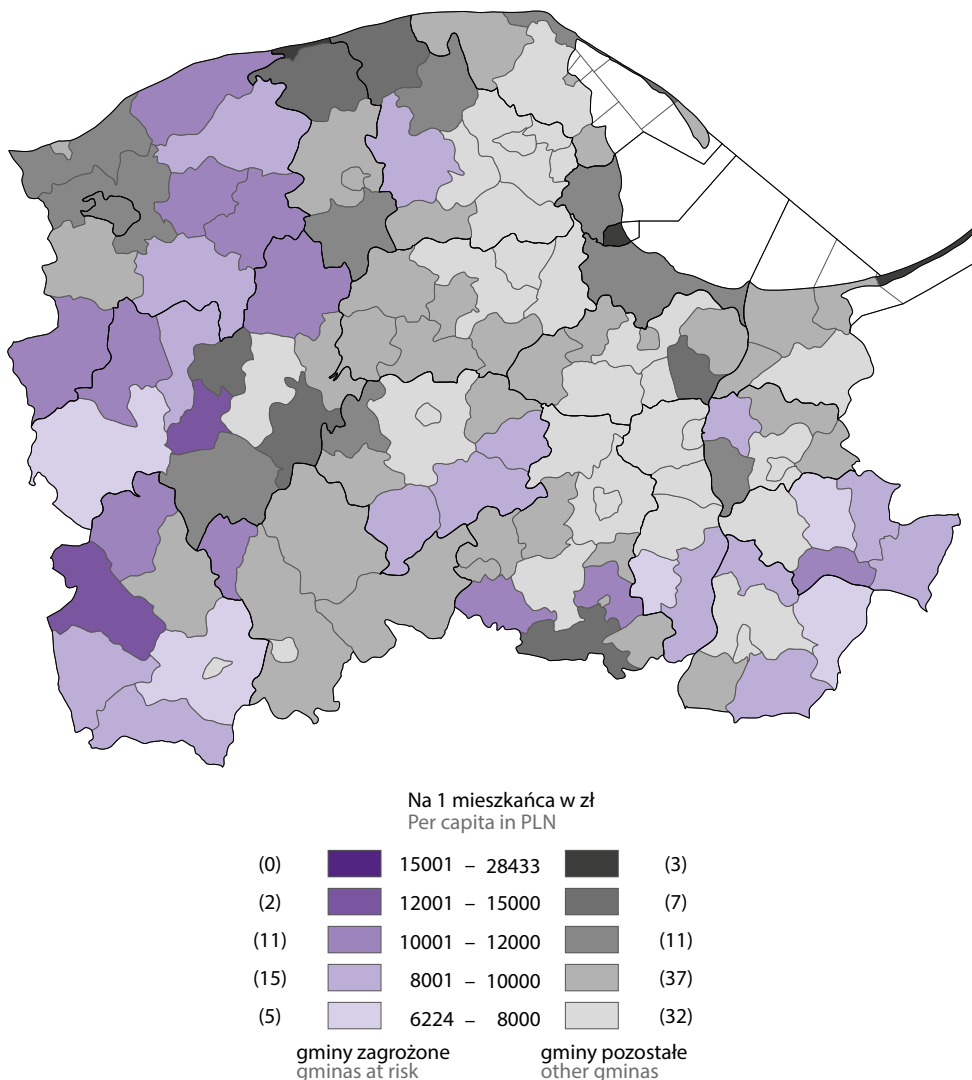 Na 1 mieszkańca w zł
Per capita in PLN
(0) 15001 – 28433 (3)
(2) 12001 – 15000 (7)
(11) 10001 – 12000 (11)
(15) 8001 – 10000 (37)
(5) 6224 – 8000 (32)
gminy zagrożone gminy pozostałe
gminas at risk other gminas